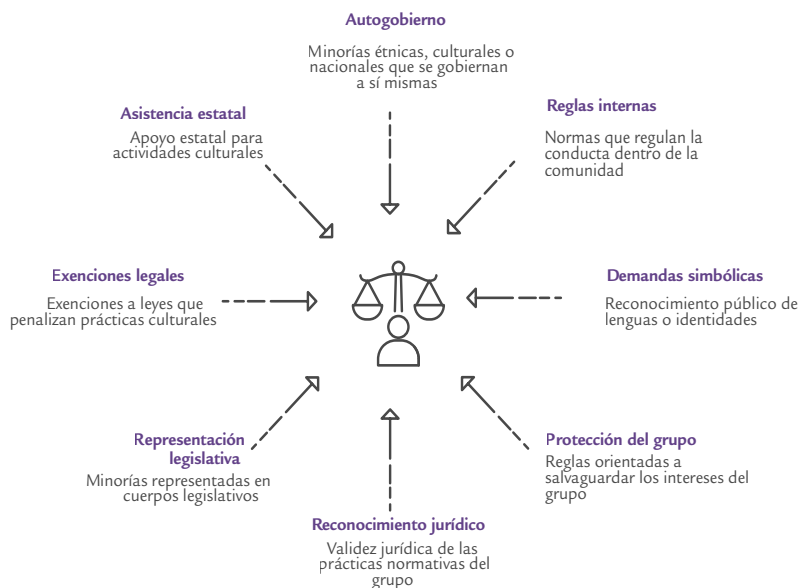 Autogobierno
Minorías étnicas, culturales o
nacionales que se gobiernan
a sí mismas
Asistencia estatal
Apoyo estatal para
actividades culturales
Reglas internas
Normas que regulan la
conducta dentro de la
comunidad
Exenciones legales
Exenciones a leyes que
penalizan prácticas culturales
Demandas simbólicas
Reconocimiento público de
lenguas o identidades
Representación
legislativa
Minorías representadas en
cuerpos legislativos
Protección del grupo
Reglas orientadas a
salvaguardar los intereses del
grupo
Reconocimiento jurídico
Validez jurídica de las
prácticas normativas del
grupo